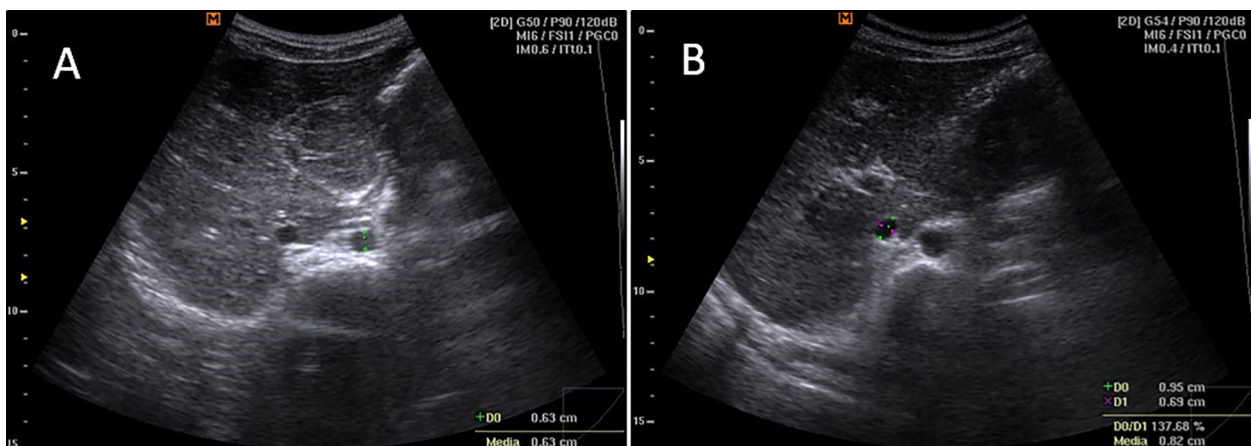 M
[2D] G50 / P90 / 120dB
MI6 / FSI1 / PGC0
IM0.6 / ITt0.1
A
0
5
10
15
+D0 0.63 cm
Media 0.63 cm
M
[2D] G54 / P90 / 120dB
MI6 / FSI1 / PGC0
IM0.4 / ITt0.1
B
0
5
10
15
+D0 0.95 cm
×D1 0.69 cm
D0/D1 137.68 %
Media 0.82 cm